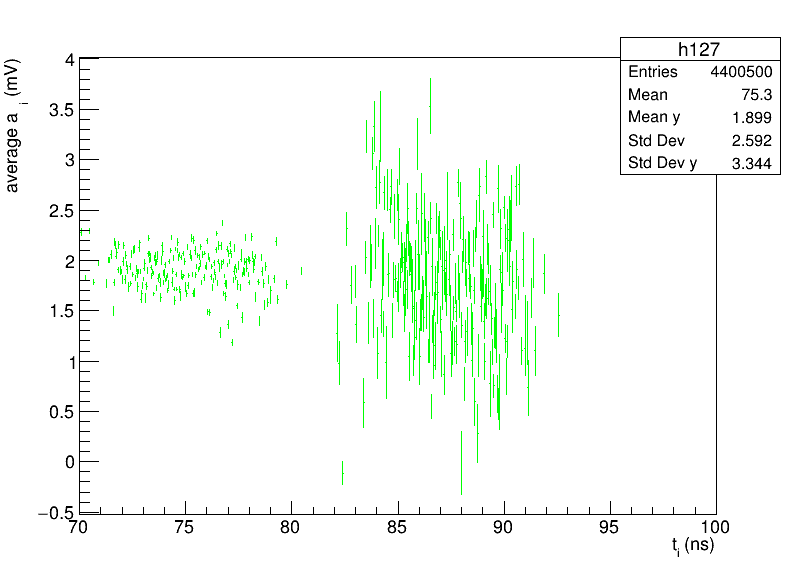 h127
Entries 4400500
Mean 75.3
Mean y 1.899
Std Dev 2.592
Std Dev y 3.344
average a i (mV)
4
3.5
3
2.5
2
1.5
1
0.5
0
−0.5
70 75 80 85 90 95 100
t i (ns)